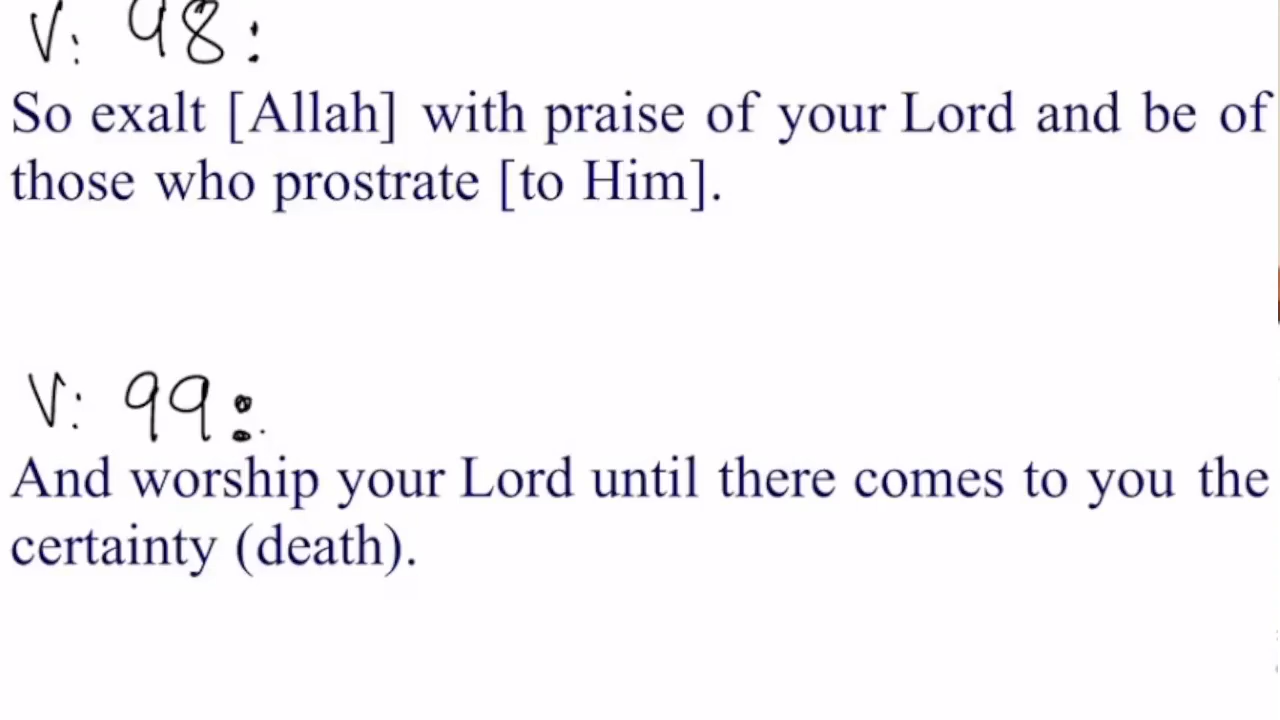 V: 98:
So exalt [Allah] with praise of your Lord and be of
those who prostrate [to Him].
V: 99:
And worship your Lord until there comes to you the
certainty (death).